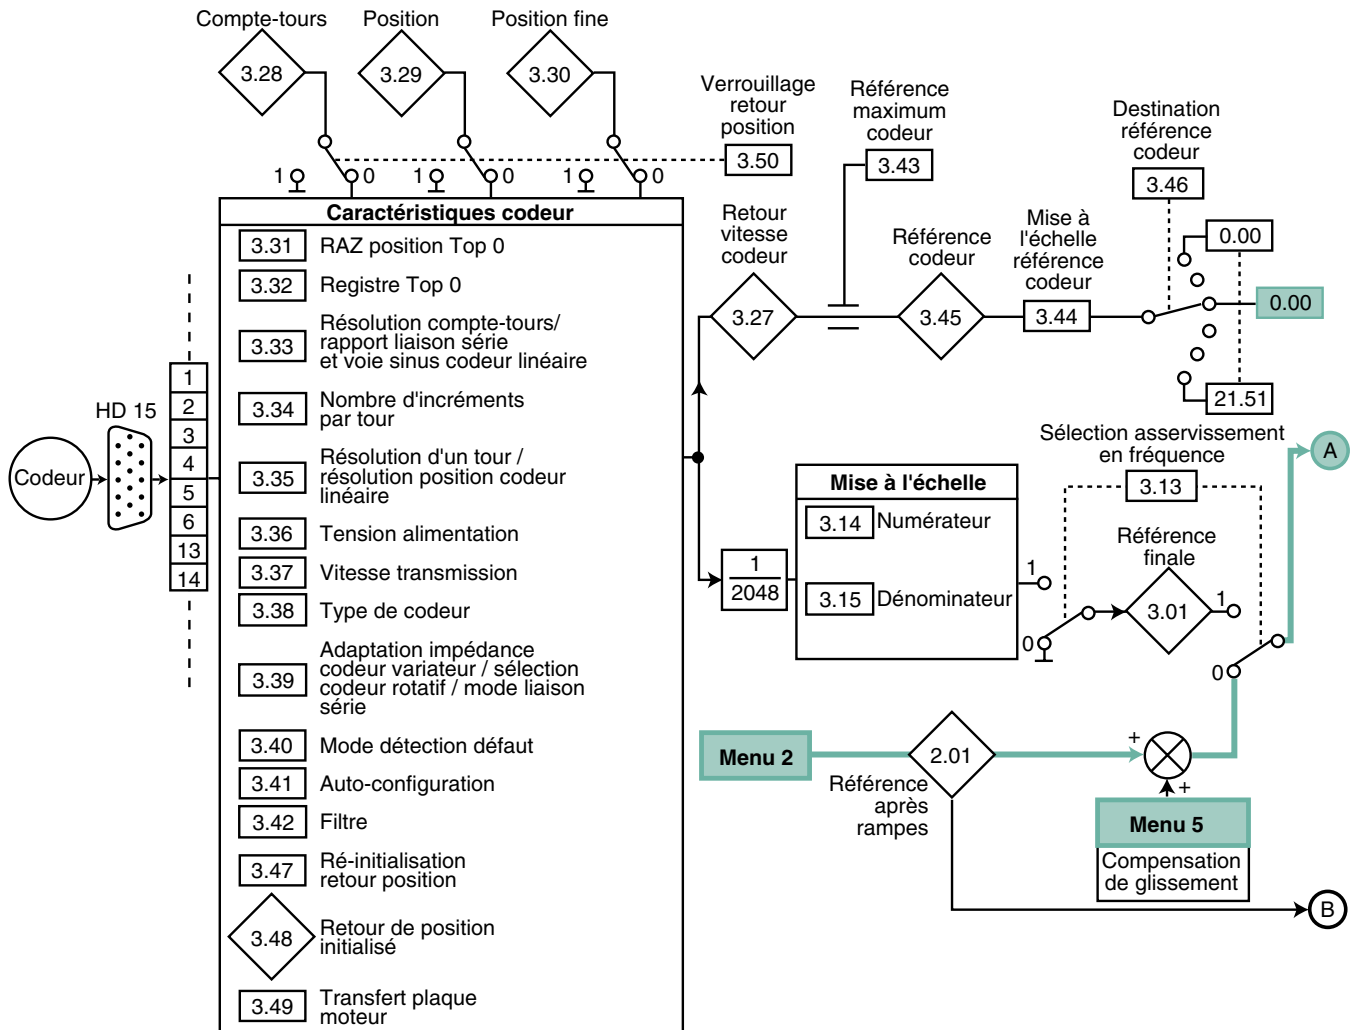 Compte-tours
Position
Position fine
3.28
3.29
3.30
1
0
1
0
1
0
Verrouillage
retour
position
3.50
Référence
maximum
codeur
3.43
Destination
référence
codeur
3.46
Caractéristiques codeur
3.31 RAZ position Top 0
3.32 Registre Top 0
3.33 Résolution compte-tours/
rapport liaison série
et voie sinus codeur linéaire
3.34 Nombre d'incréments
par tour
3.35 Résolution d'un tour /
résolution position codeur
linéaire
3.36 Tension alimentation
3.37 Vitesse transmission
3.38 Type de codeur
3.39 Adaptation impédance
codeur variateur / sélection
codeur rotatif / mode liaison
série
3.40 Mode détection défaut
3.41 Auto-configuration
3.42 Filtre
3.47 Ré-initialisation
retour position
3.48 Retour de position
initialisé
3.49 Transfert plaque
moteur
Codeur
HD 15
1
2
3
4
5
6
13
14
Retour
vitesse
codeur
3.27
Référence
codeur
3.45
Mise à
l'échelle
référence
codeur
3.44
0.00
0.00
21.51
1
2048
Mise à l'échelle
3.14 Numérateur
3.15 Dénominateur
1
0
Sélection asservissement
en fréquence
3.13
Référence
finale
3.01
1
0
A
Menu 2
2.01
Référence
après
rampes
+
+
Menu 5
Compensation
de glissement
B